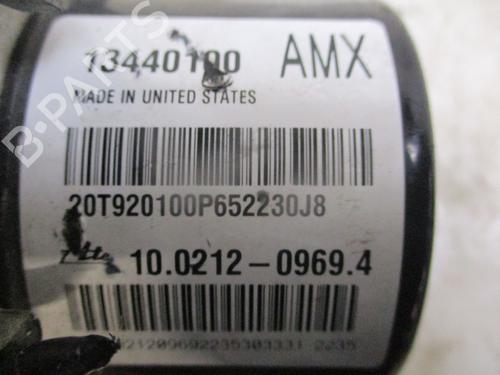 13440100 AMX
MADE IN UNITED STATES
20T920100P652230J8
10.0212-0969.4
B-PARTS